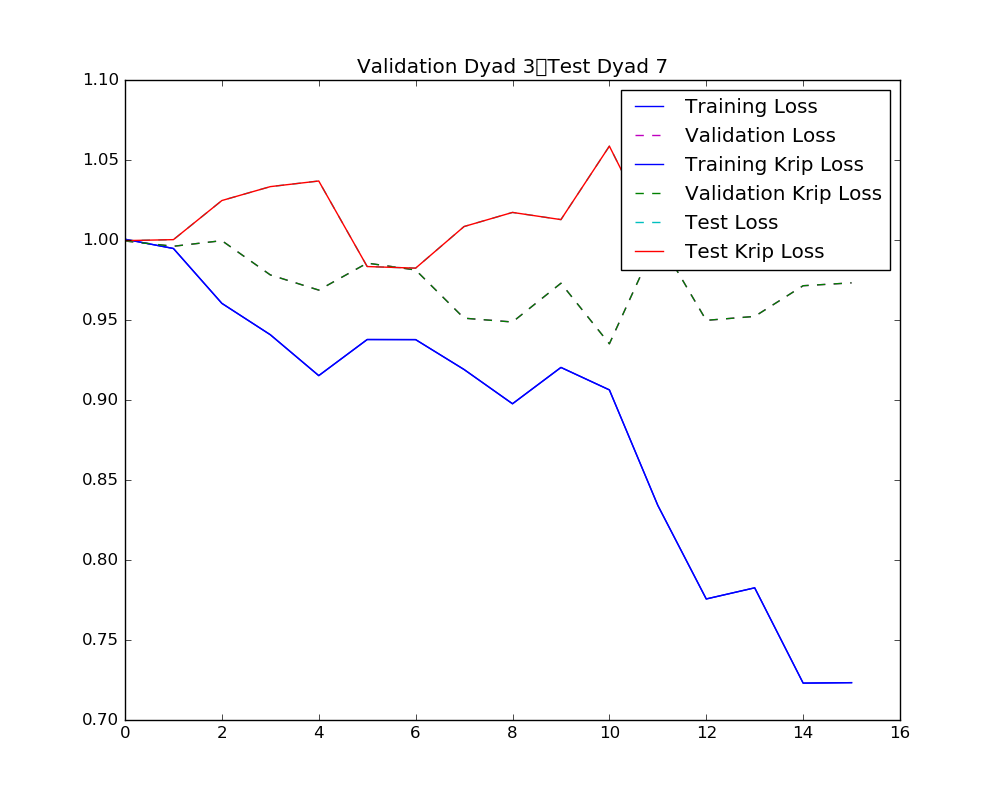 Validation Dyad 3▯Test Dyad 7
1.10
1.05
1.00
0.95
0.90
0.85
0.80
0.75
0.70
0 2 4 6 8 10 12 14 16
Training Loss
Validation Loss
Training Krip Loss
Validation Krip Loss
Test Loss
Test Krip Loss